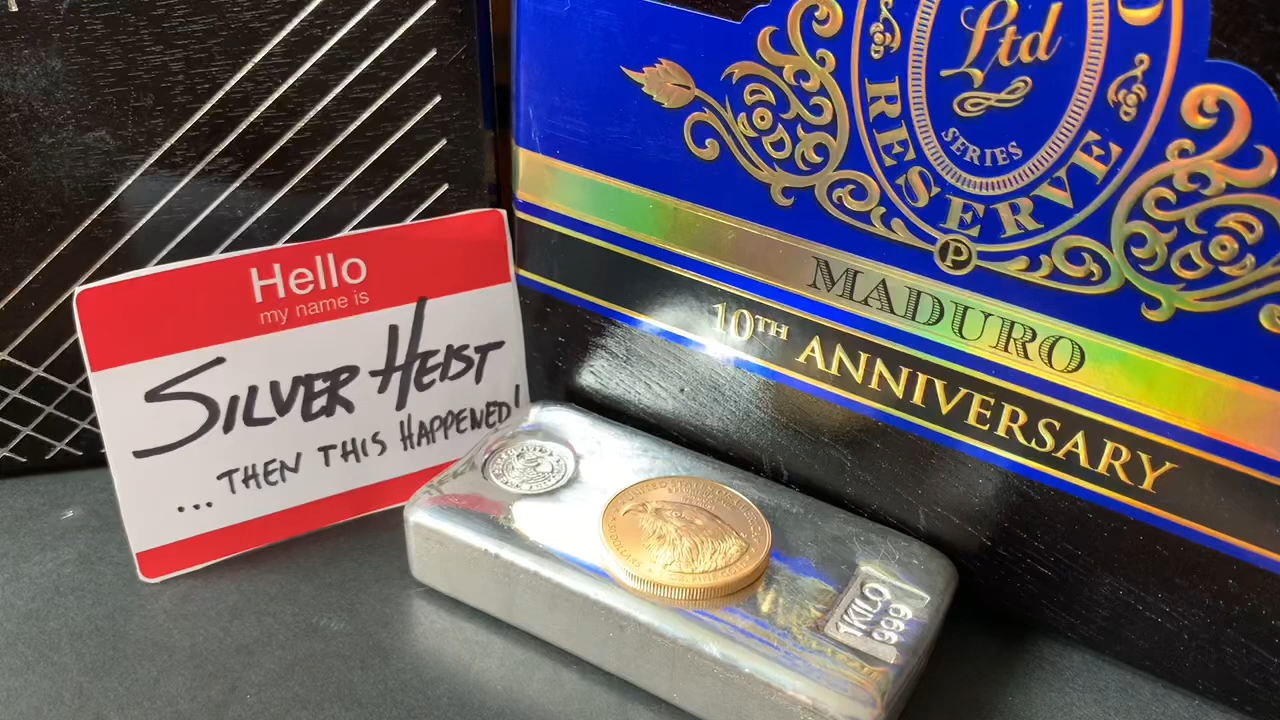 Hello
my name is
SILVER HEIST
... THEN THIS HAPPENED!
Ltd
SERIES
RESERVE
P
MADURO
10TH ANNIVERSARY
1 KILO
999